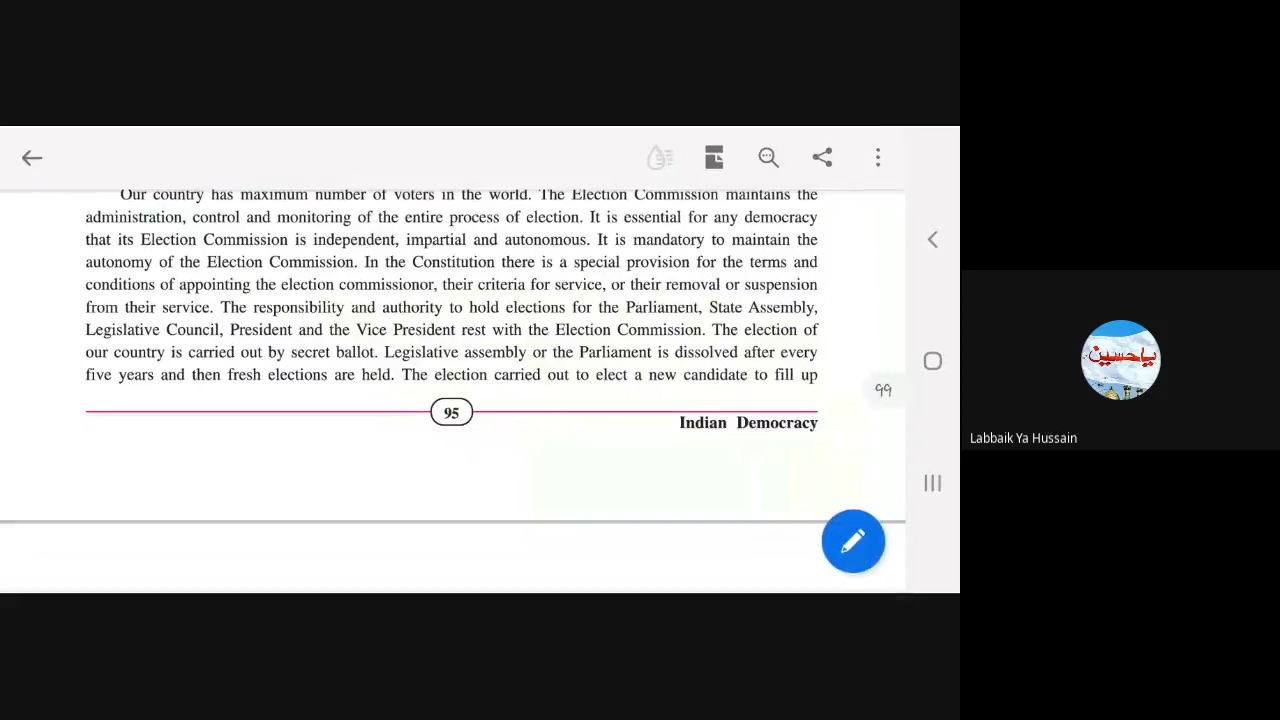 Our country has maximum number of voters in the world. The Election Commission maintains the
administration, control and monitoring of the entire process of election. It is essential for any democracy
that its Election Commission is independent, impartial and autonomous. It is mandatory to maintain the
autonomy of the Election Commission. In the Constitution there is a special provision for the terms and
conditions of appointing the election commissionor, their criteria for service, or their removal or suspension
from their service. The responsibility and authority to hold elections for the Parliament, State Assembly,
Legislative Council, President and the Vice President rest with the Election Commission. The election of
our country is carried out by secret ballot. Legislative assembly or the Parliament is dissolved after every
five years and then fresh elections are held. The election carried out to elect a new candidate to fill up
99
95
Indian Democracy
ياحسين
Labbaik Ya Hussain